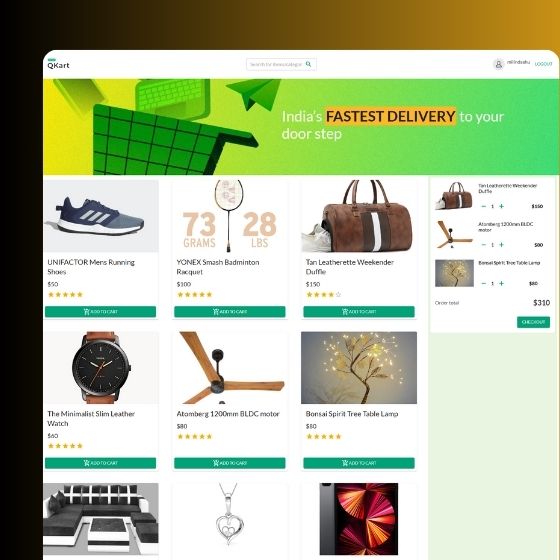 QKart
Search for items/categories
milindsahu
LOGOUT
India's FASTEST DELIVERY to your
door step
73
GRAMS
28
LBS
UNIFACTOR Mens Running
Shoes
$50
ADD TO CART
YONEX Smash Badminton
Racquet
$100
ADD TO CART
Tan Leatherette Weekender
Duffle
$150
ADD TO CART
The Minimalist Slim Leather
Watch
$60
ADD TO CART
Atomberg 1200mm BLDC motor
$80
ADD TO CART
Bonsai Spirit Tree Table Lamp
$80
ADD TO CART
Tan Leatherette Weekender
Duffle
− 1 + $150
Atomberg 1200mm BLDC
motor
− 1 + $80
Bonsai Spirit Tree Table Lamp
− 1 + $80
Order total $310
CHECKOUT